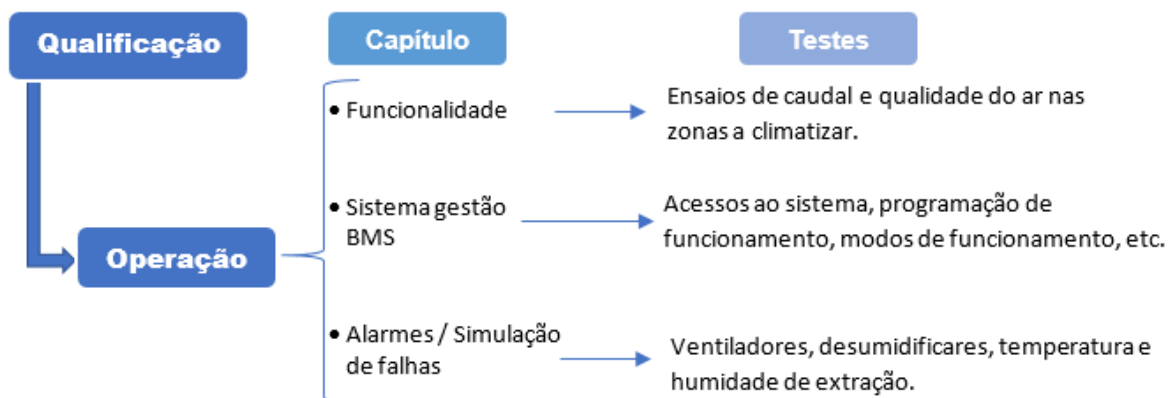 Qualificação
Capítulo
Testes
• Funcionalidade
Ensaios de caudal e qualidade do ar nas
zonas a climatizar.
Operação
• Sistema gestão
BMS
Acessos ao sistema, programação de
funcionamento, modos de funcionamento, etc.
• Alarmes / Simulação
de falhas
Ventiladores, desumidificares, temperatura e
humidade de extração.